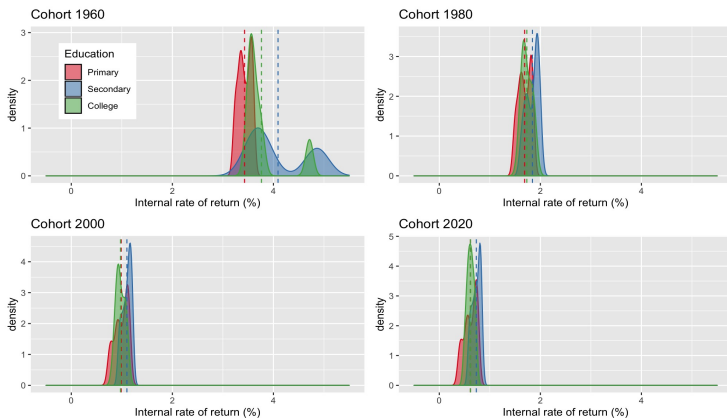 Cohort 1960
density
3
2
1
0
Education
Primary
Secondary
College
0
2
4
Internal rate of return (%)
Cohort 1980
density
3
2
1
0
0
2
4
Internal rate of return (%)
Cohort 2000
density
4
3
2
1
0
0
2
4
Internal rate of return (%)
Cohort 2020
density
5
4
3
2
1
0
0
2
4
Internal rate of return (%)